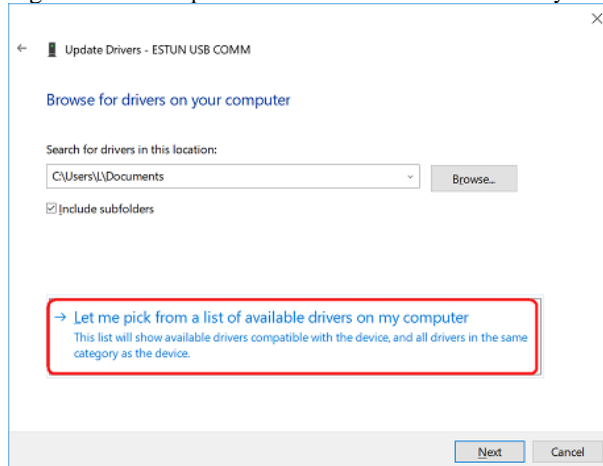 Update Drivers - ESTUN USB COMM
Browse for drivers on your computer
Search for drivers in this location:
C:\Users\L\Documents
Browse...
Include subfolders
Let me pick from a list of available drivers on my computer
This list will show available drivers compatible with the device, and all drivers in the same
category as the device.
Next
Cancel